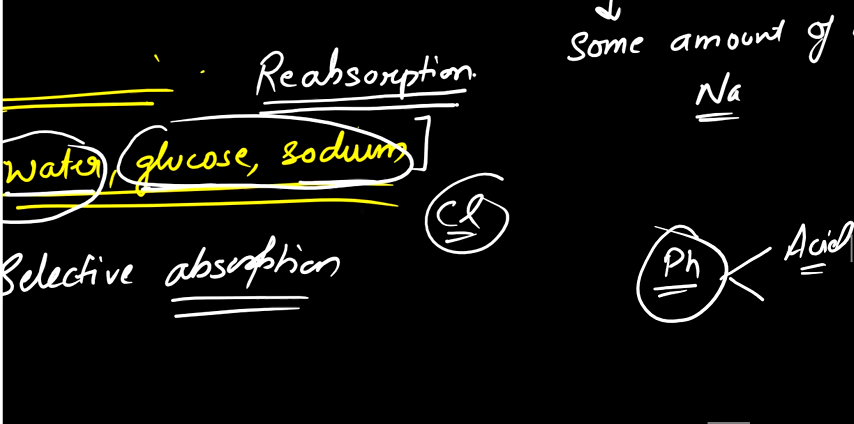 Reabsorption.
water, glucose, sodium,]
Cl
Selective absorption
Some amount of
Na
Ph
Acid